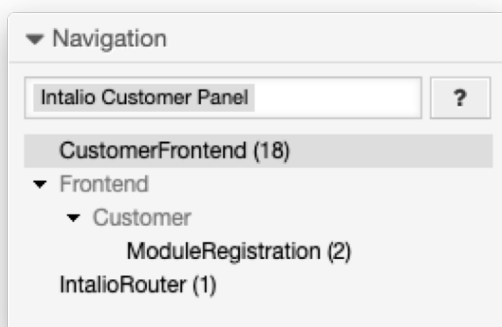 Navigation
Intalio Customer Panel
?
CustomerFrontend (18)
Frontend
Customer
ModuleRegistration (2)
IntalioRouter (1)